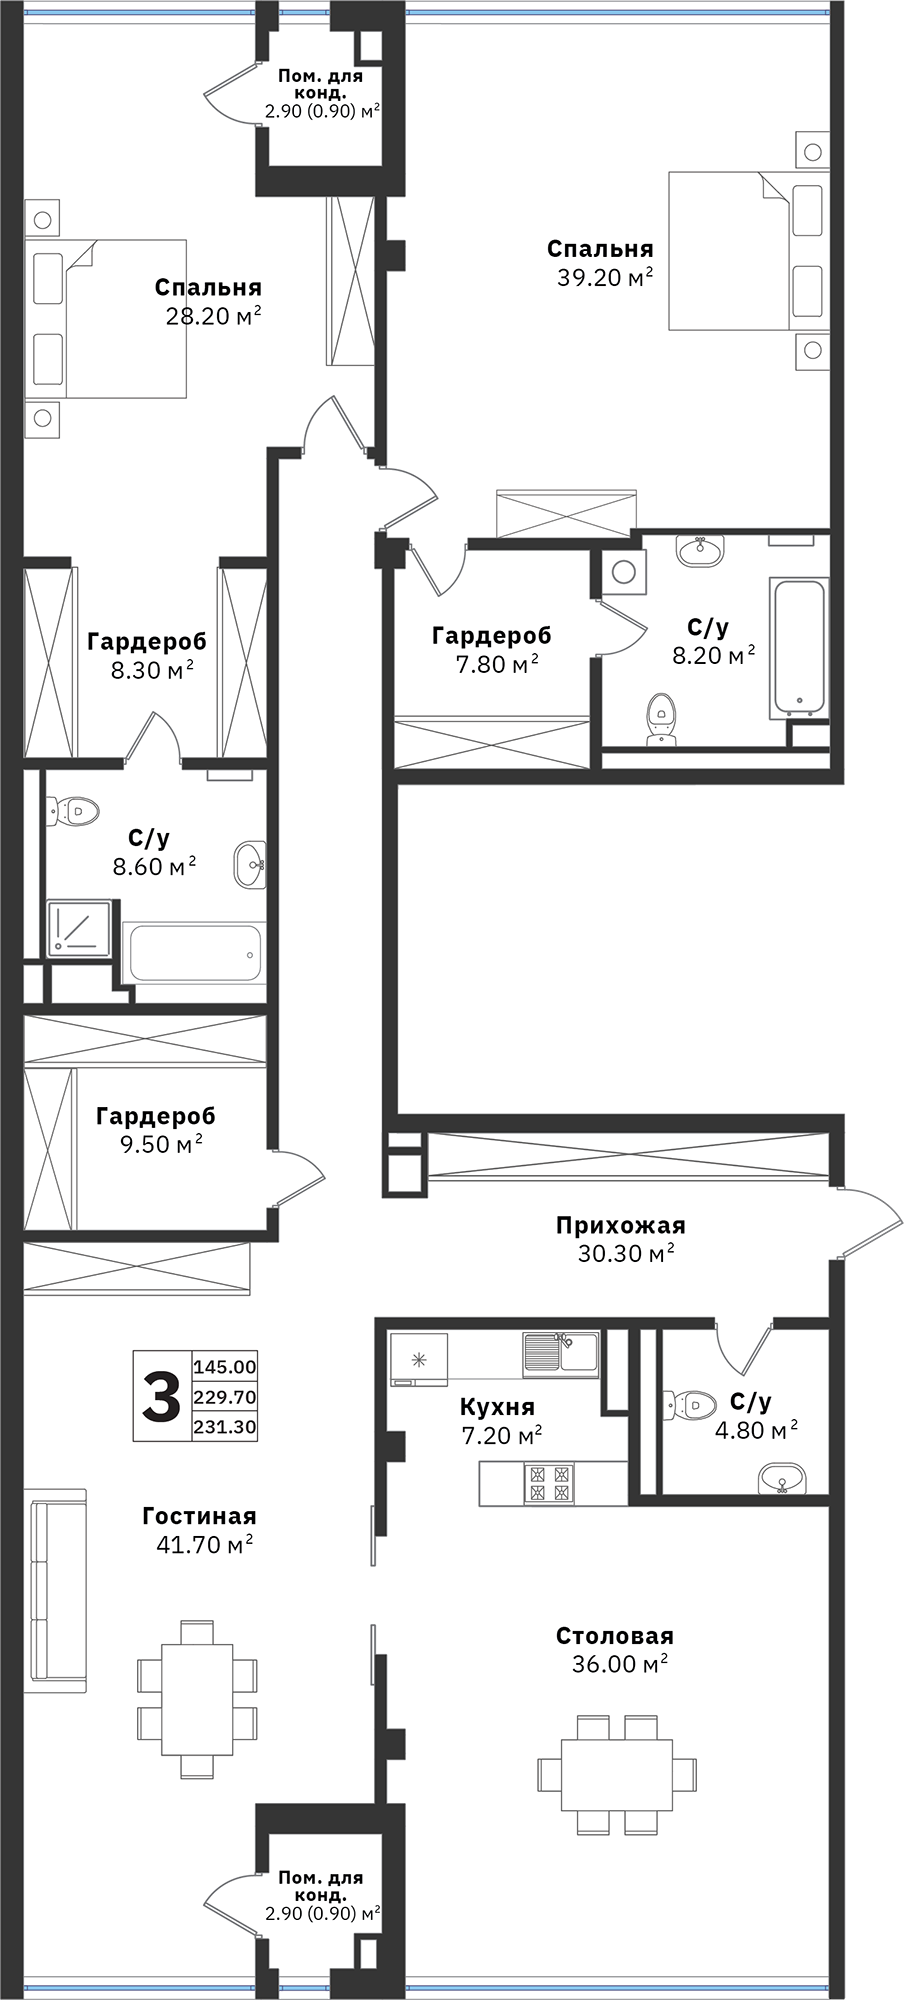 Пом. для
конд.
2.90 (0.90) м²
Спальня
39.20 м²
Спальня
28.20 м²
Гардероб
8.30 м²
Гардероб
7.80 м²
С/у
8.20 м²
С/у
8.60 м²
Гардероб
9.50 м²
Прихожая
30.30 м²
3
145.00
229.70
231.30
Кухня
7.20 м²
С/у
4.80 м²
Гостиная
41.70 м²
Столовая
36.00 м²
Пом. для
конд.
2.90 (0.90) м²